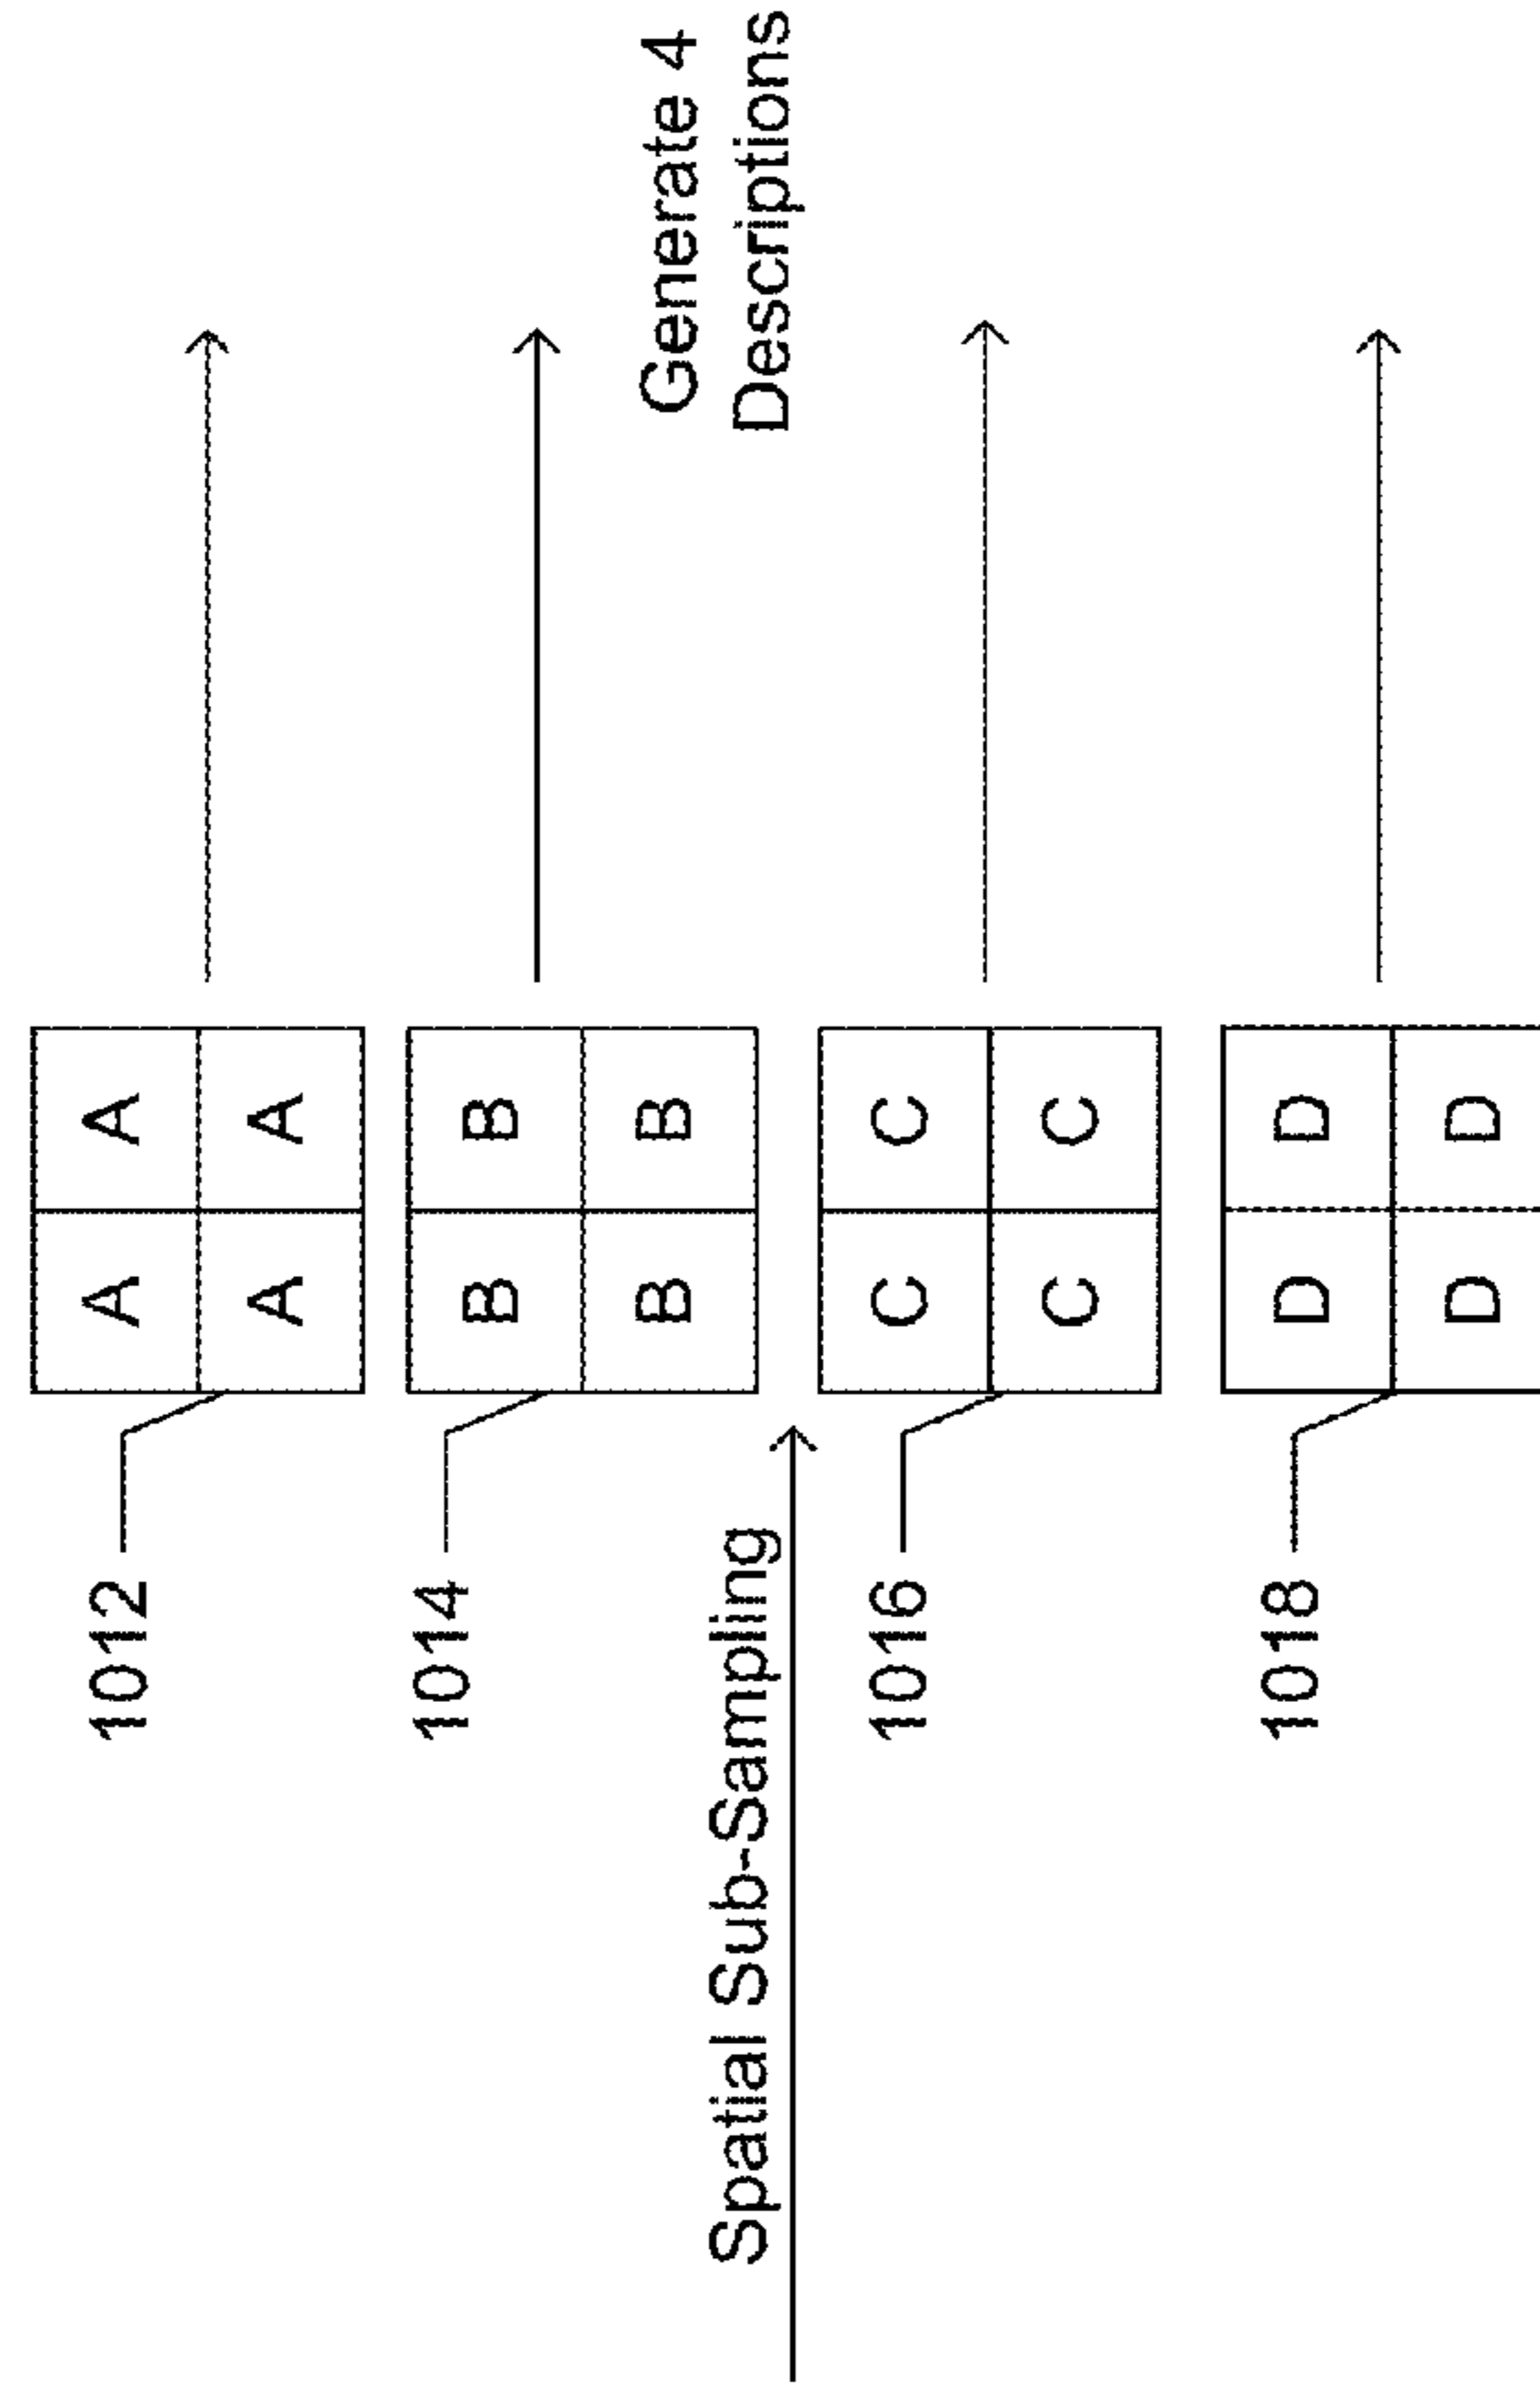 1012
A A
A A
1014
B B
B B
Spatial Sub-Sampling
Generate 4
Descriptions
1016
C C
C C
1018
D D
D D